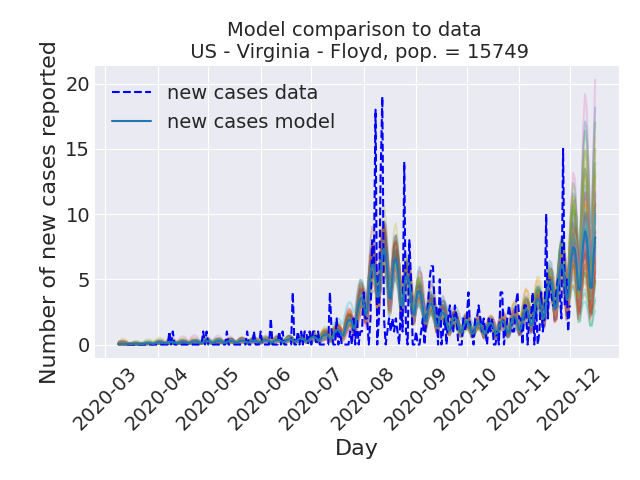 Model comparison to data
US - Virginia - Floyd, pop. = 15749
Number of new cases reported
20
15
10
5
0
new cases data
new cases model
2020-03
2020-04
2020-05
2020-06
2020-07
2020-08
2020-09
2020-10
2020-11
2020-12
Day